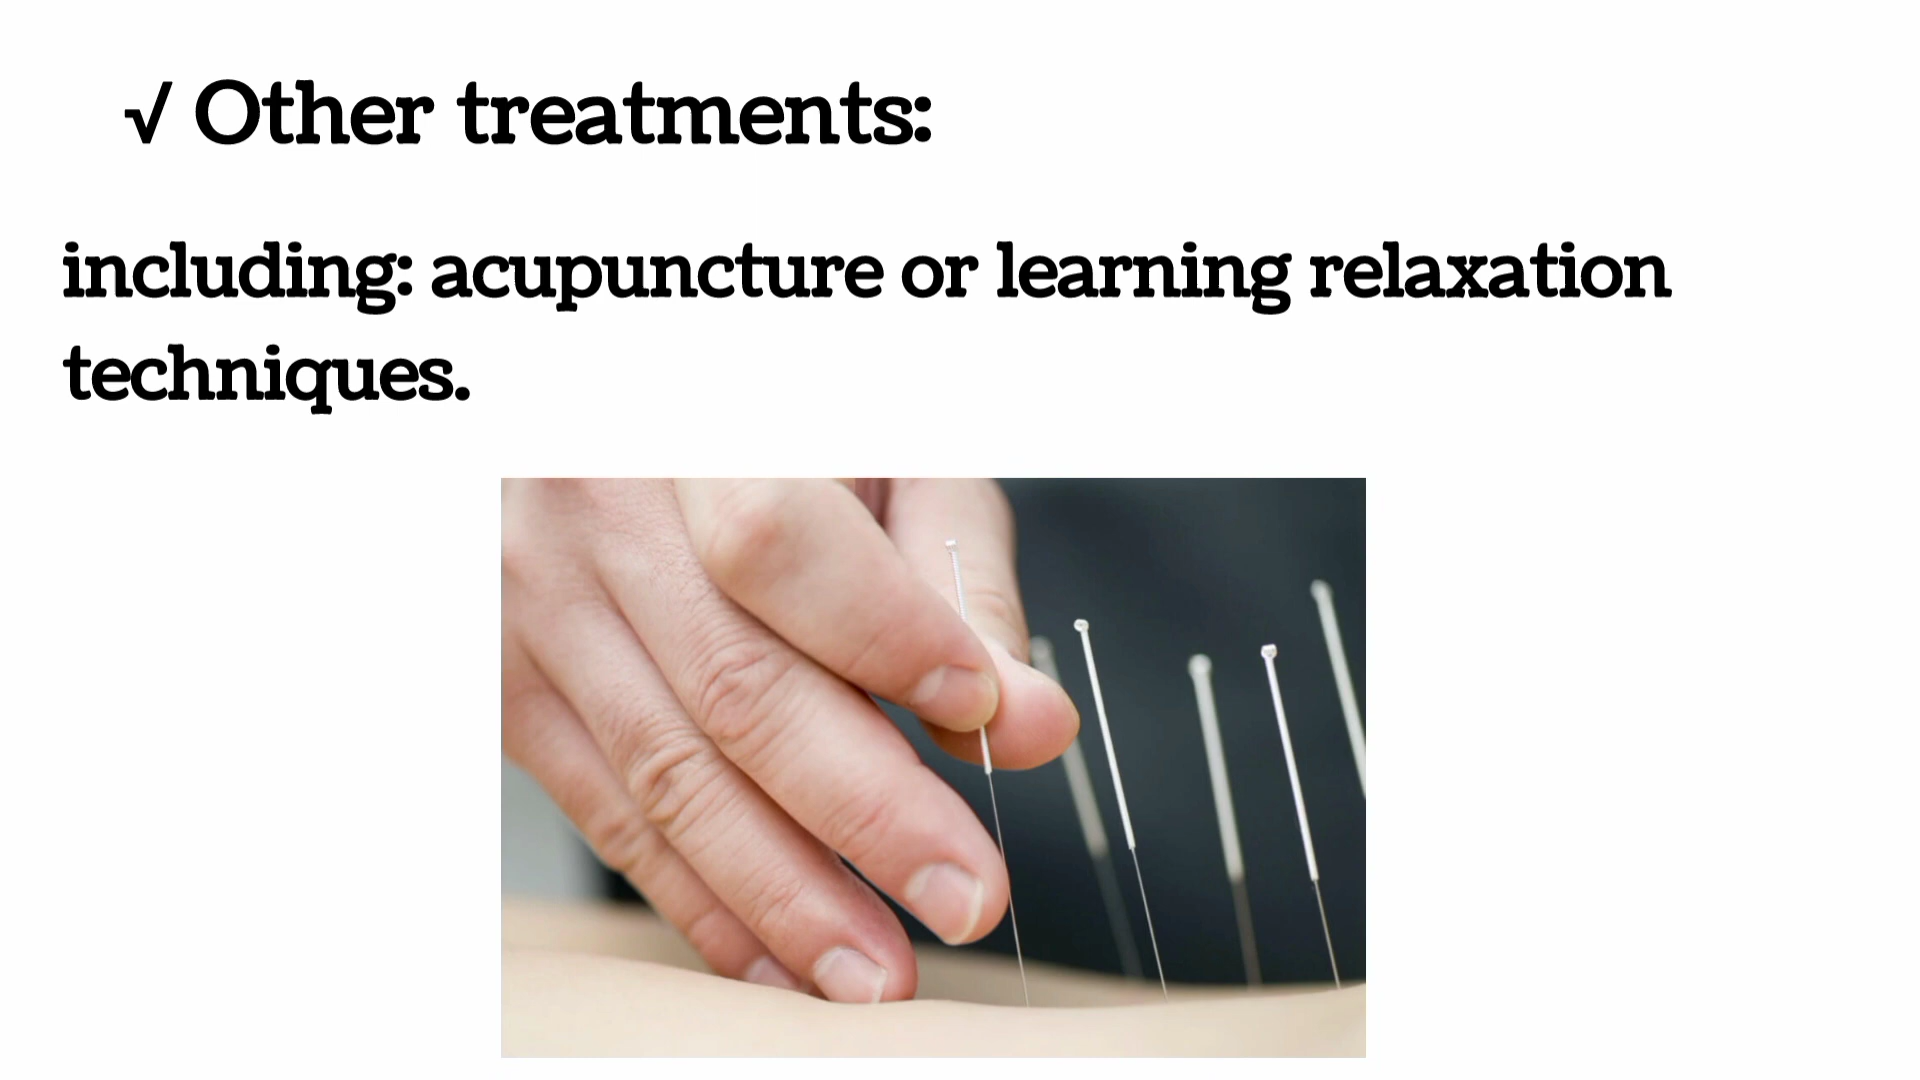 √ Other treatments:
including: acupuncture or learning relaxation
techniques.